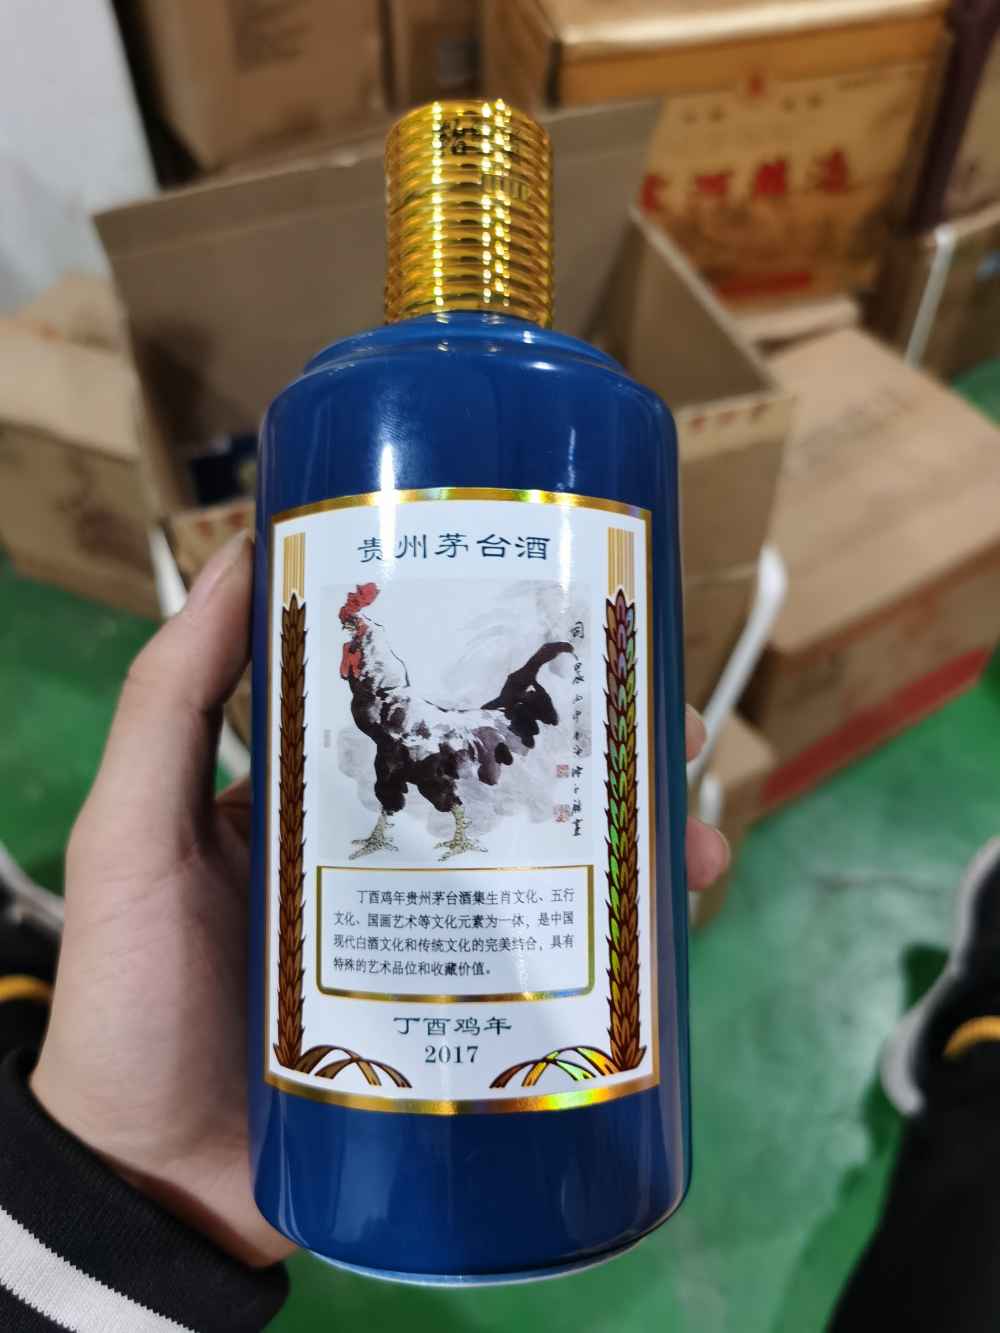 贵州茅台酒
丁酉鸡年贵州茅台酒集生肖文化、五行
文化、国画艺术等文化元素为一体，是中国
现代白酒文化和传统文化的完美结合，具有
特殊的艺术品位和收藏价值。
丁酉鸡年
2017